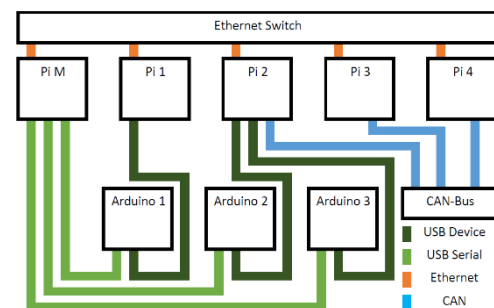 Ethernet Switch
Pi M
Pi 1
Pi 2
Pi 3
Pi 4
Arduino 1
Arduino 2
Arduino 3
CAN-Bus
USB Device
USB Serial
Ethernet
CAN